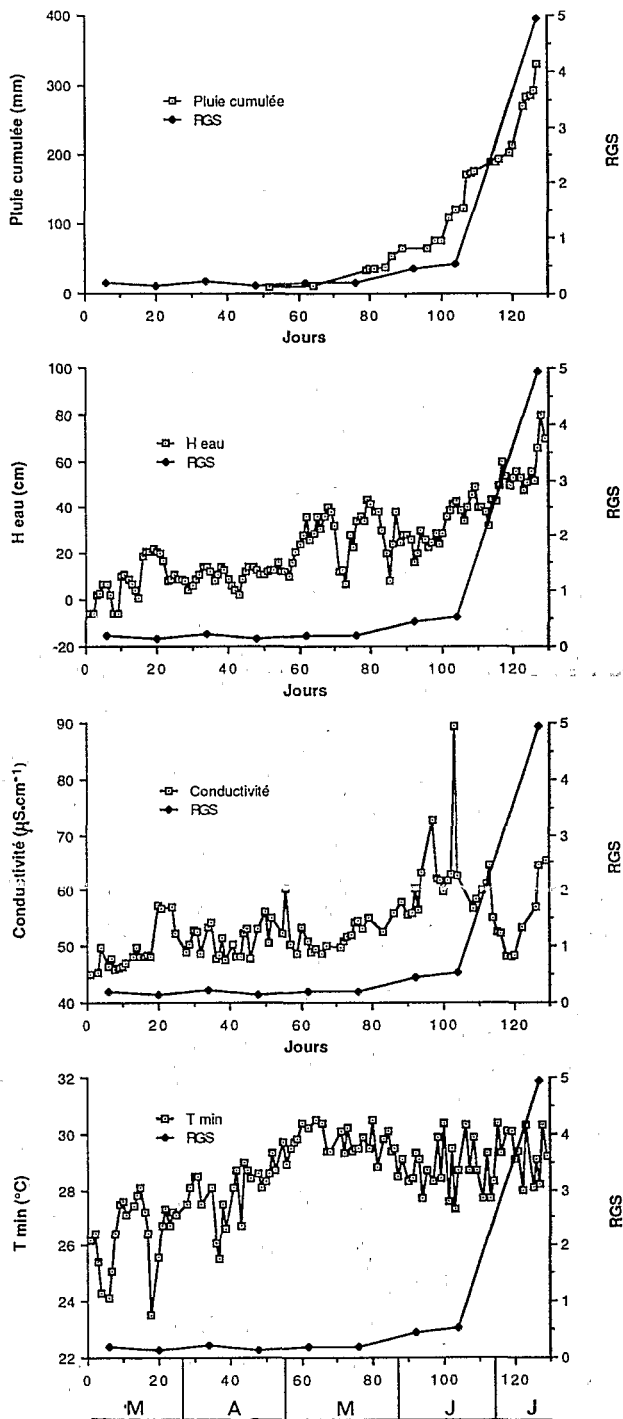 400
300
200
100
0
Pluie cumulée (mm)
Pluie cumulée
RGS
5
4
3
2
1
0
RGS
0 20 40 60 80 100 120
Jours
100
80
60
40
20
0
-20
H eau (cm)
H eau
RGS
5
4
3
2
1
0
RGS
0 20 40 60 80 100 120
Jours
90
80
70
60
50
40
Conductivité (µS.cm-1)
Conductivité
RGS
5
4
3
2
1
0
RGS
0 20 40 60 80 100 120
Jours
32
30
28
26
24
22
T min (°C)
T min
RGS
5
4
3
2
1
0
RGS
0 20 40 60 80 100 120
M A M J J